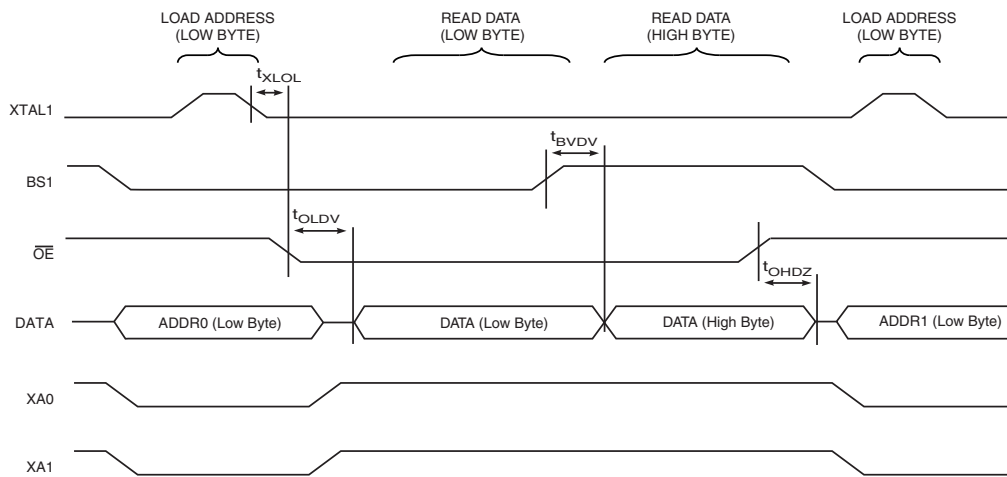 LOAD ADDRESS
(LOW BYTE)
READ DATA
(LOW BYTE)
READ DATA
(HIGH BYTE)
LOAD ADDRESS
(LOW BYTE)
tXLOL
XTAL1
tBVDV
BS1
tOLDV
OE
tOHDZ
DATA
ADDR0 (Low Byte)
DATA (Low Byte)
DATA (High Byte)
ADDR1 (Low Byte)
XA0
XA1